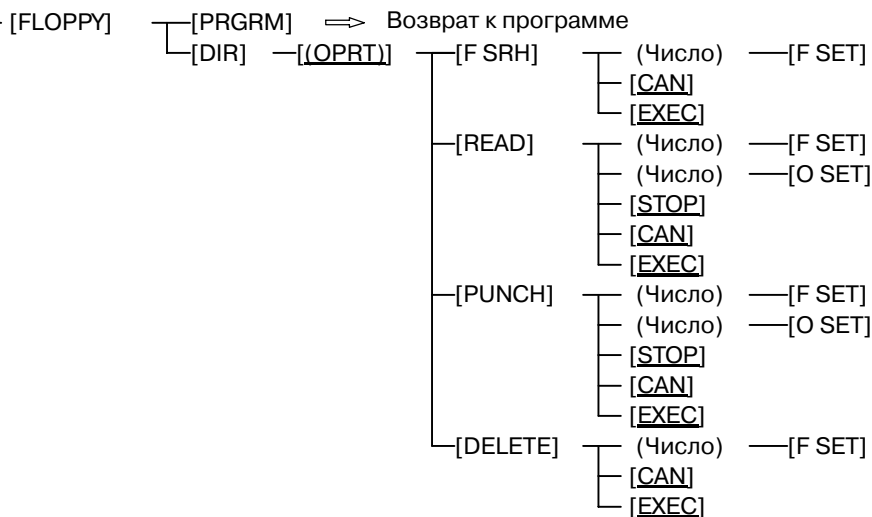 [FLOPPY] [PRGRM] Возврат к программе
[DIR] [(OPRT)] [F SRH] (Число) [F SET]
[CAN]
[EXEC]
[READ] (Число) [F SET]
(Число) [O SET]
[STOP]
[CAN]
[EXEC]
[PUNCH] (Число) [F SET]
(Число) [O SET]
[STOP]
[CAN]
[EXEC]
[DELETE] (Число) [F SET]
[CAN]
[EXEC]